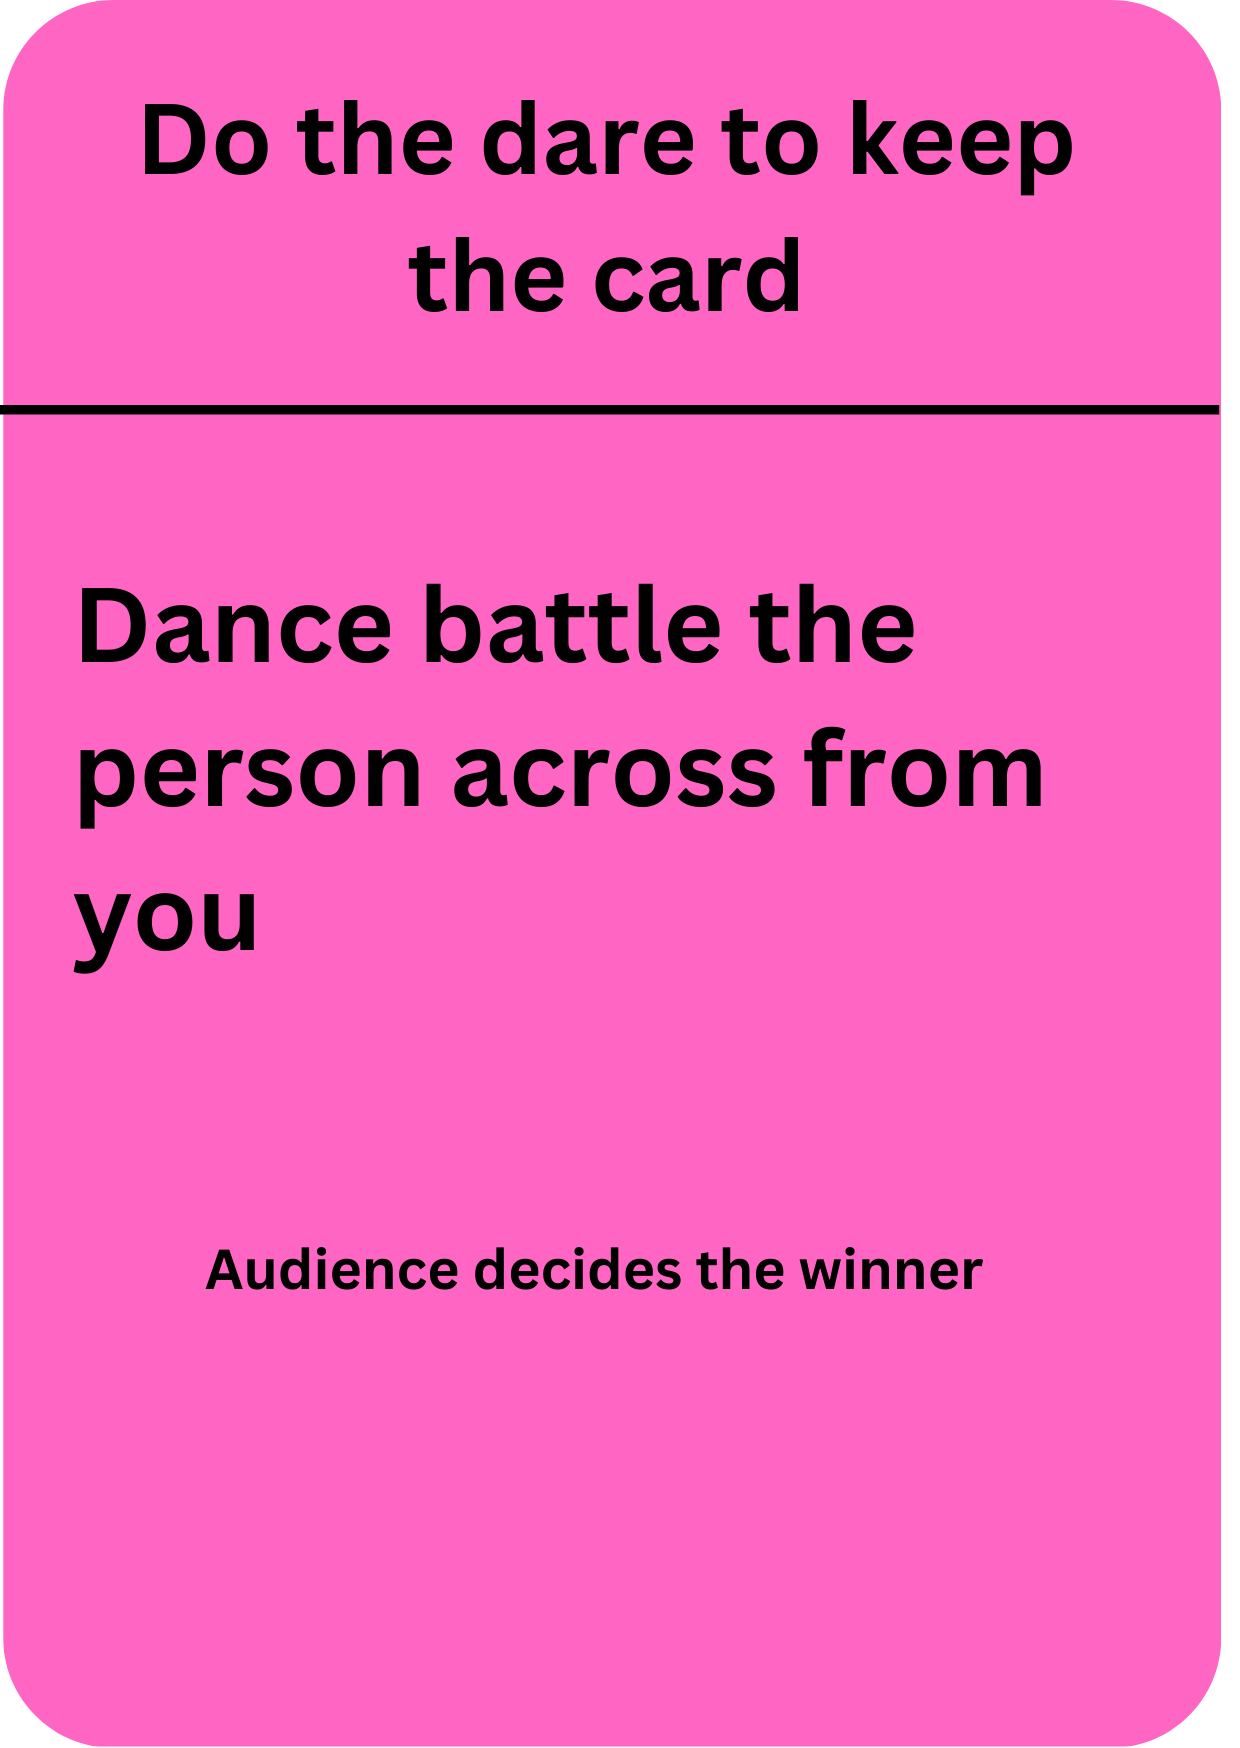 Do the dare to keep
the card
Dance battle the
person across from
you
Audience decides the winner